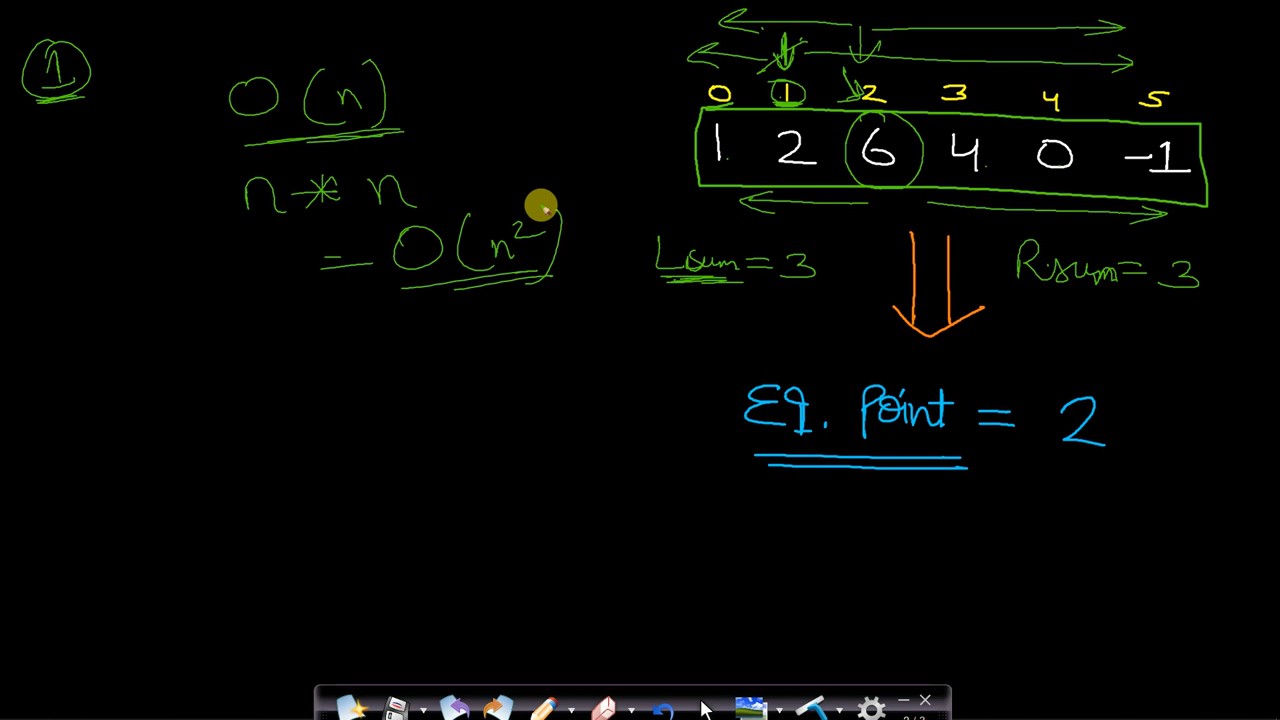 1
O(n)
n * n
= O(n²)
0 1 2 3 4 5
1 2 6 4 0 -1
Lsum = 3
Rsum = 3
Eq. Point = 2